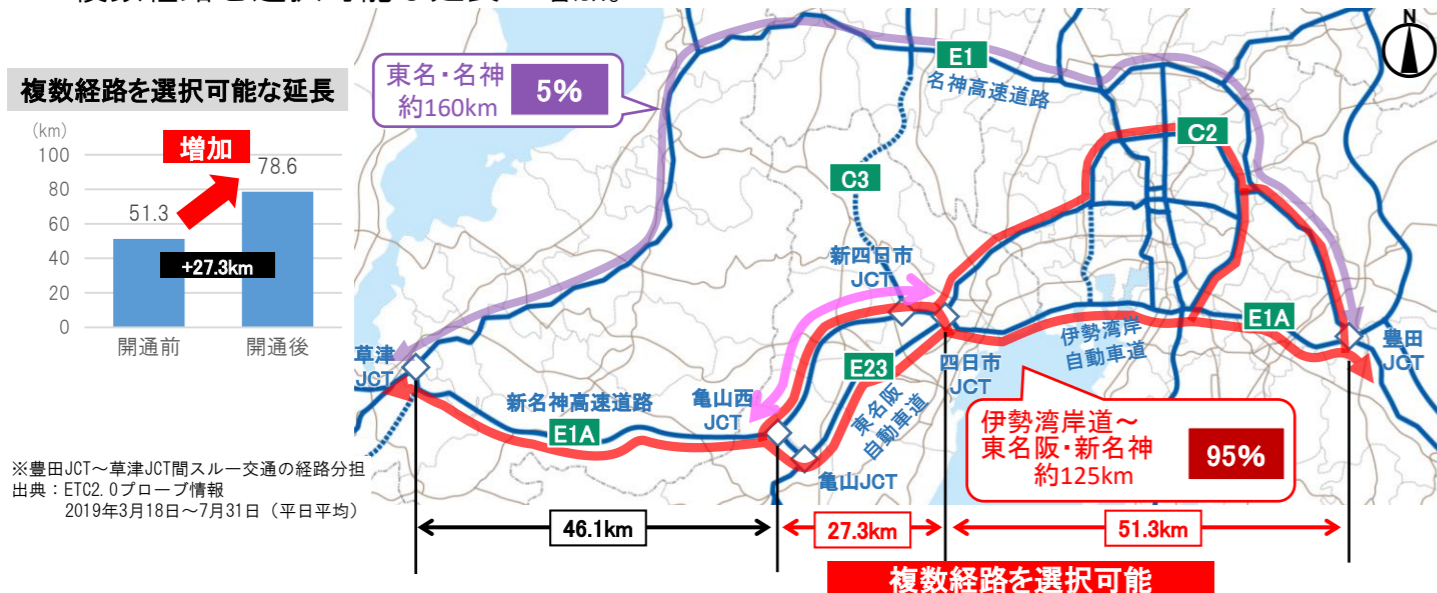 複数経路を選択可能な延長
(km)
100
80
60
40
20
0
増加
51.3
78.6
+27.3km
開通前
開通後
※豊田JCT～草津JCT間スルー交通の経路分担
出典：ETC2.0プローブ情報
2019年3月18日～7月31日（平日平均）
東名・名神
約160km
5%
E1
名神高速道路
N
C2
C3
新四日市
JCT
E1A
伊勢湾岸
自動車道
豊田
JCT
草津
JCT
E23
四日市
JCT
東名阪
自動車道
新名神高速道路
E1A
亀山西
JCT
亀山JCT
伊勢湾岸道～
東名阪・新名神
約125km
95%
46.1km
27.3km
51.3km
複数経路を選択可能